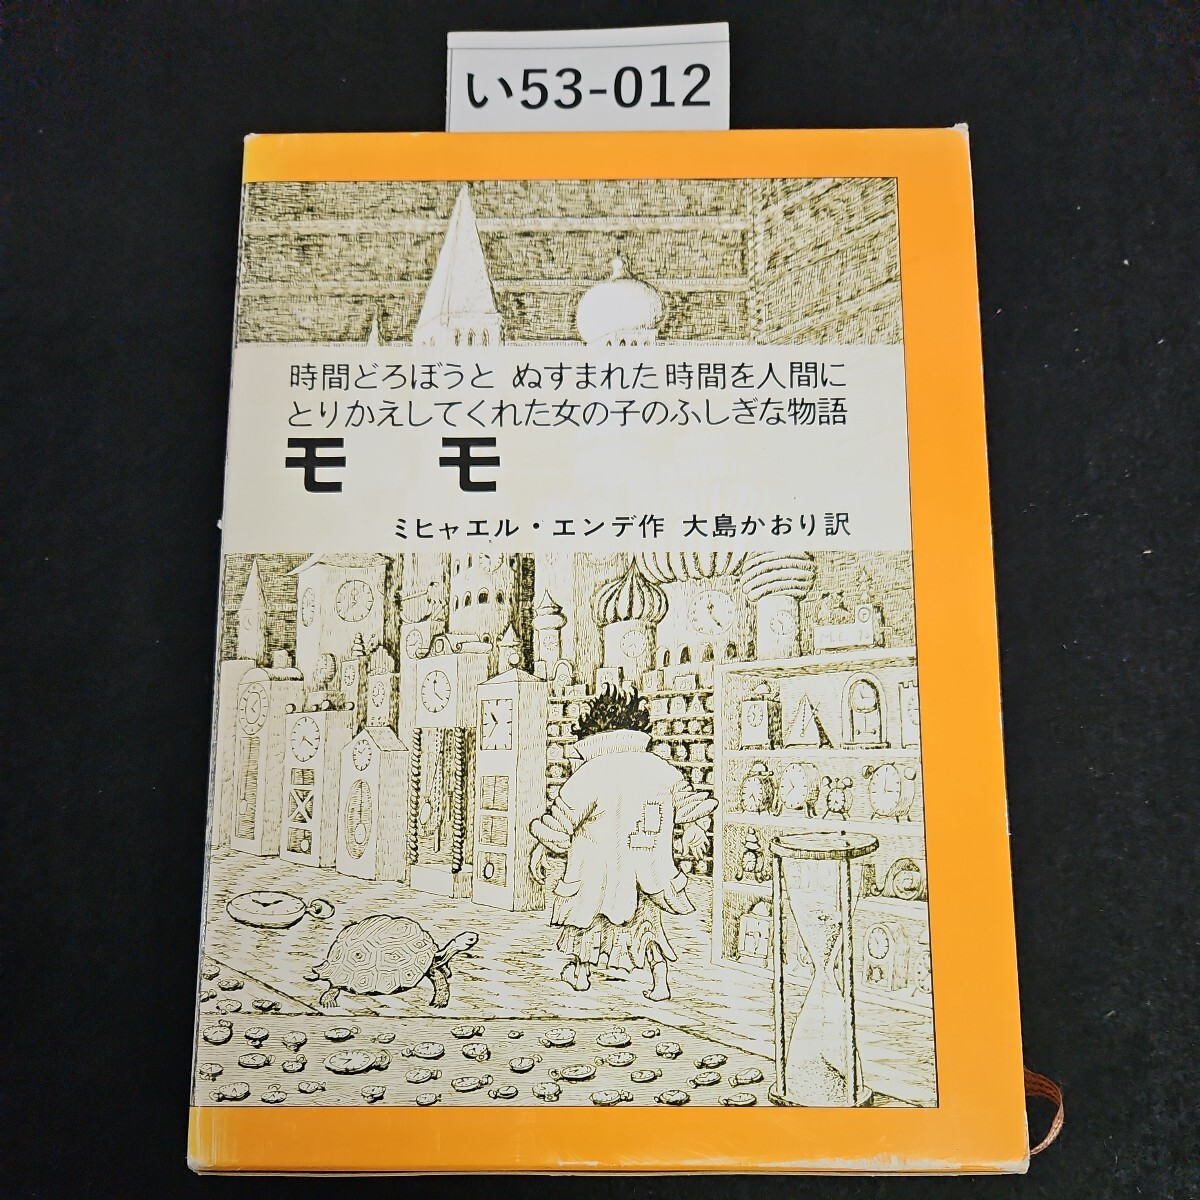 い53-012
時間どろぼうと ぬすまれた時間を人間に
とりかえしてくれた女の子のふしぎな物語
モモ
ミヒャエル・エンデ作 大島かおり訳